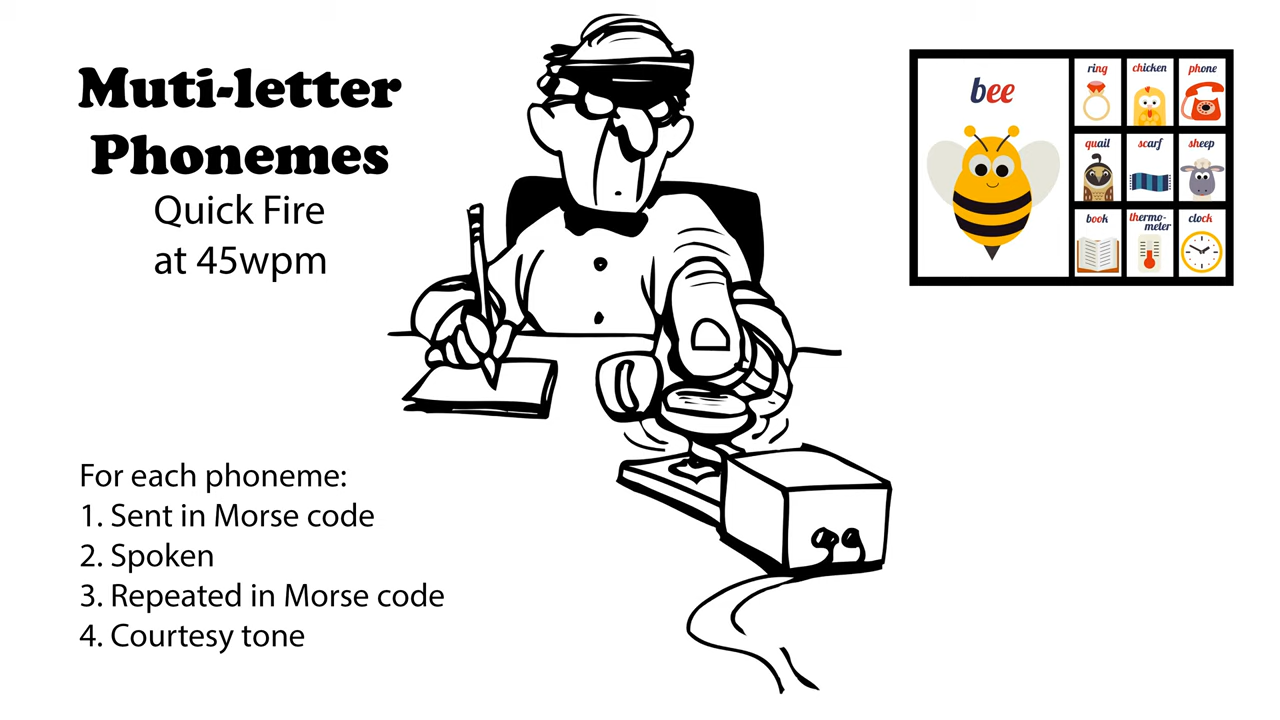 Muti-letter
Phonemes
Quick Fire
at 45wpm
bee
ring
chicken
phone
quail
scarf
sheep
book
thermo-
meter
clock
For each phoneme:
1. Sent in Morse code
2. Spoken
3. Repeated in Morse code
4. Courtesy tone